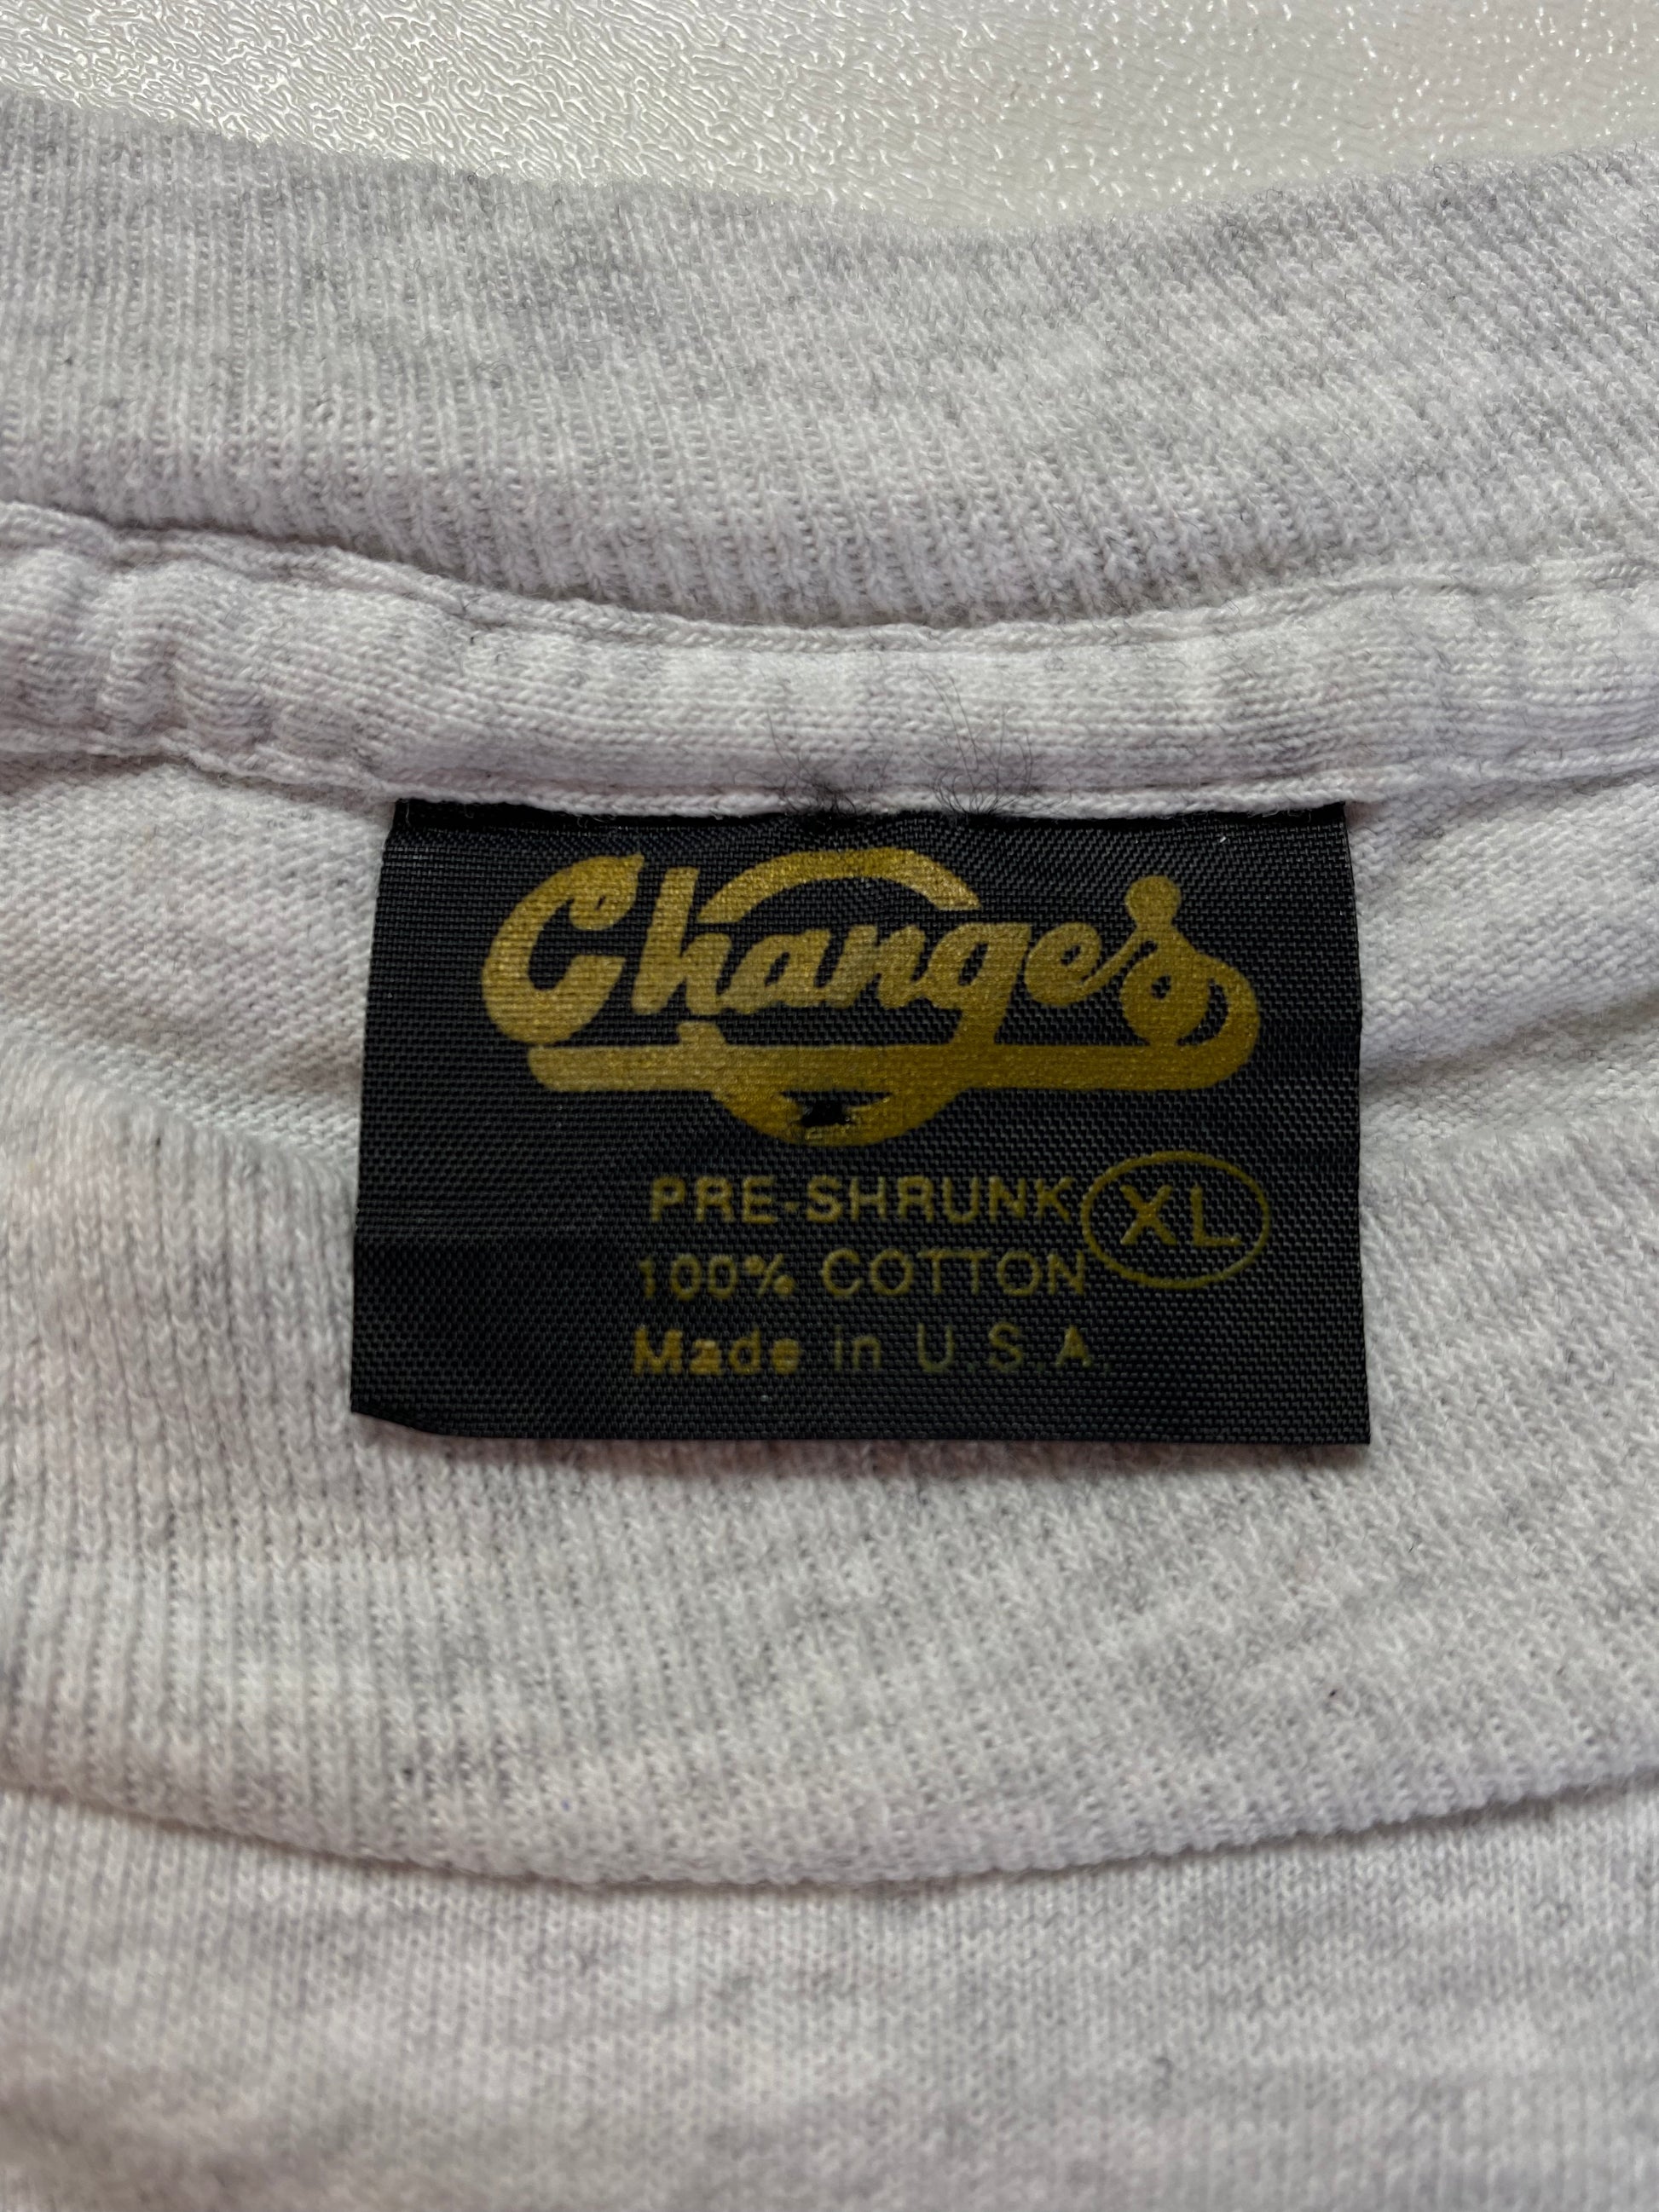 Changes
PRE-SHRUNK XL
100% COTTON
Made in U.S.A.